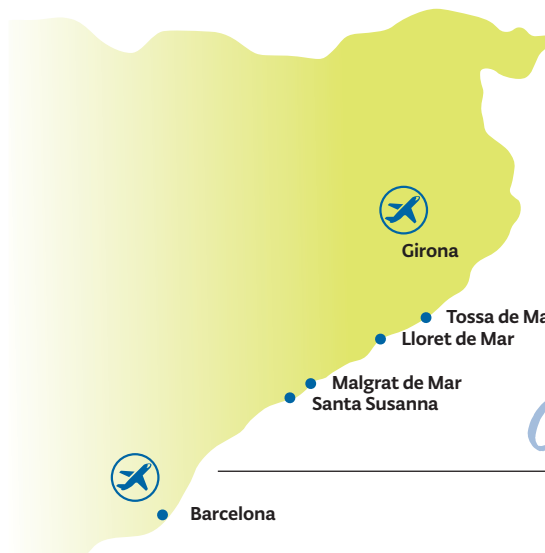 Girona
Tossa de Ma
Lloret de Mar
Malgrat de Mar
Santa Susanna
Barcelona